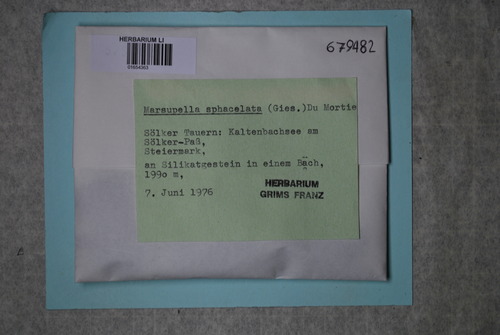 HERBARIUM LI
679482
Marsupella sphacelata (Gies.)Du Mortie
Sölker Tauern: Kaltenbachsee am
Sölker-Paß,
Steiermark,
an Silikatgestein in einem Bach,
1990 m,
7. Juni 1976
HERBARIUM
GRIMS FRANZ